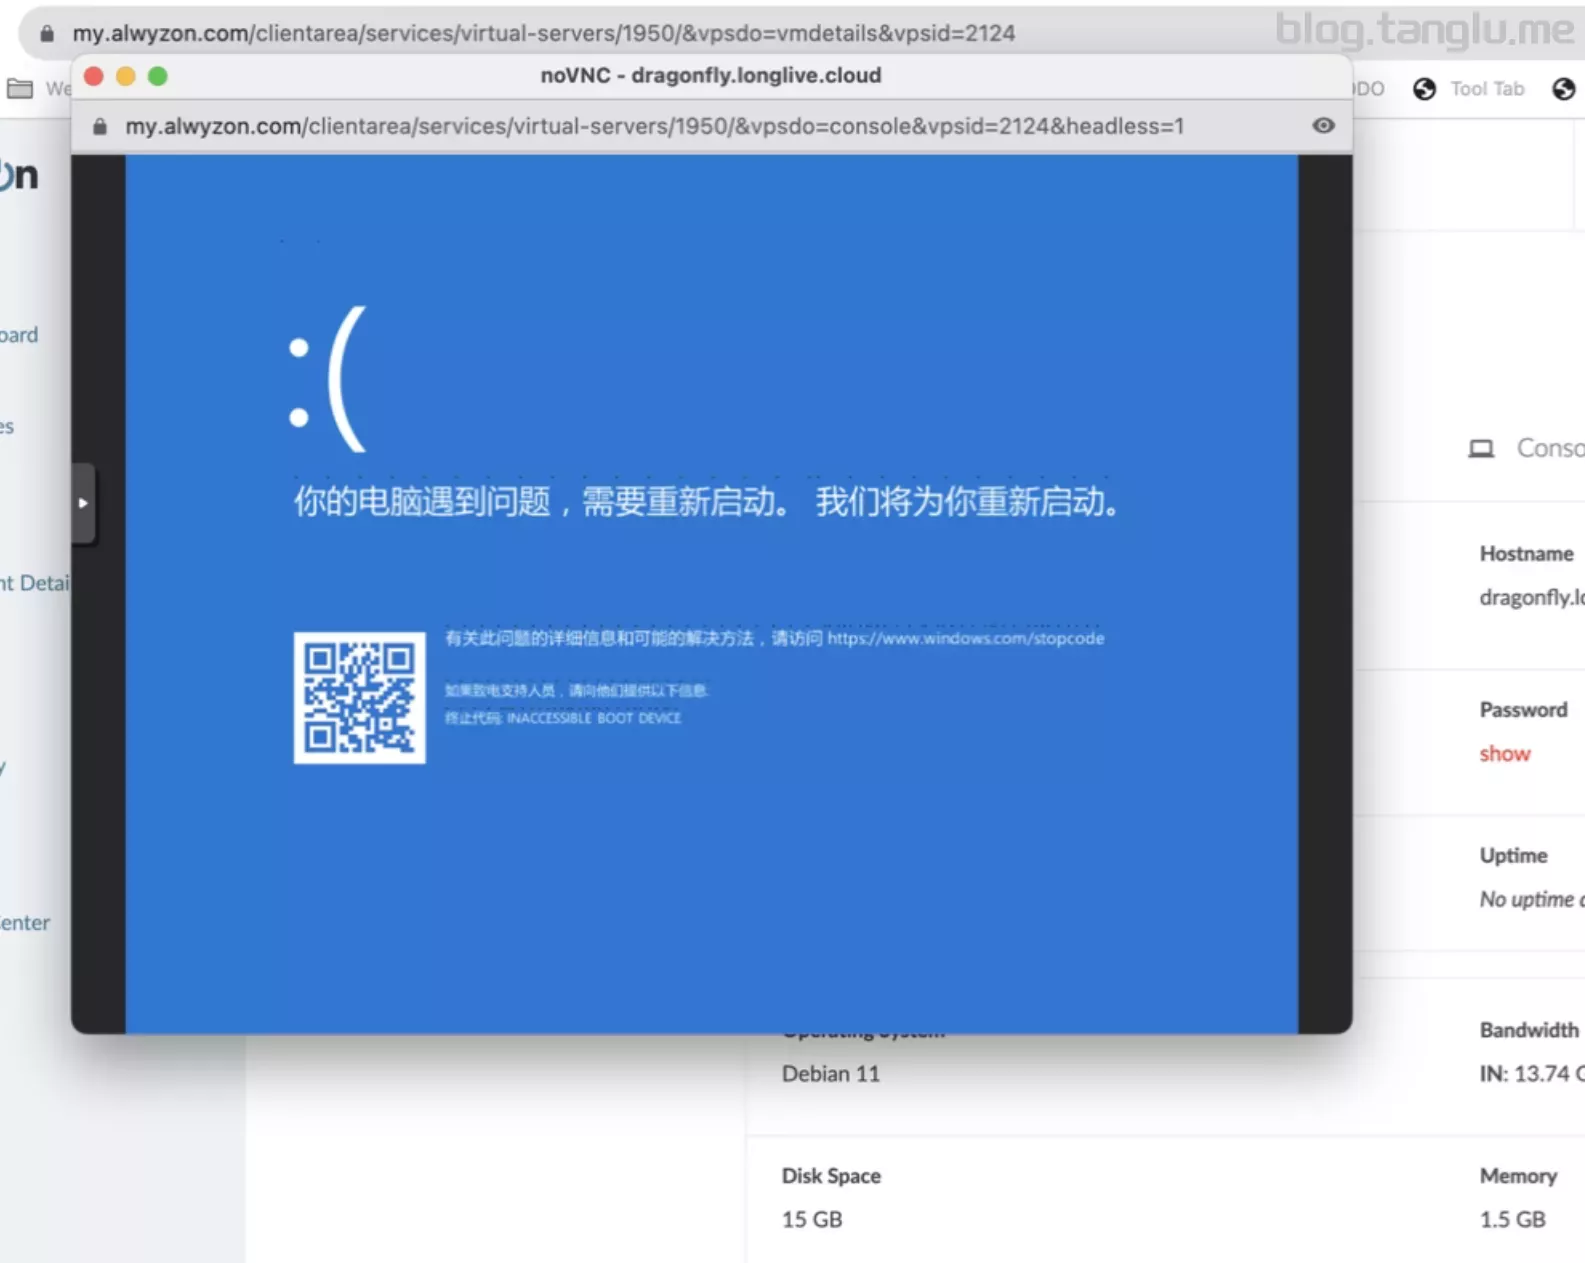 my.alwyzon.com/clientarea/services/virtual-servers/1950/&vpsdo=vmdetails&vpsid=2124
blog.tanglu.me
noVNC - dragonfly.longlive.cloud
Tool Tab
my.alwyzon.com/clientarea/services/virtual-servers/1950/&vpsdo=console&vpsid=2124&headless=1
on
:(
oard
es
Conso
你的电脑遇到问题，需要重新启动。 我们将为你重新启动。
Hostname
dragonfly.lo
nt Detai
有关此问题的详细信息和可能的解决方法，请访问 https://www.windows.com/stopcode
如果致电支持人员，请向他们提供以下信息:
终止代码: INACCESSIBLE BOOT DEVICE
Password
show
y
Uptime
No uptime
enter
Operating System
Debian 11
Bandwidth
IN: 13.74
Disk Space
15 GB
Memory
1.5 GB